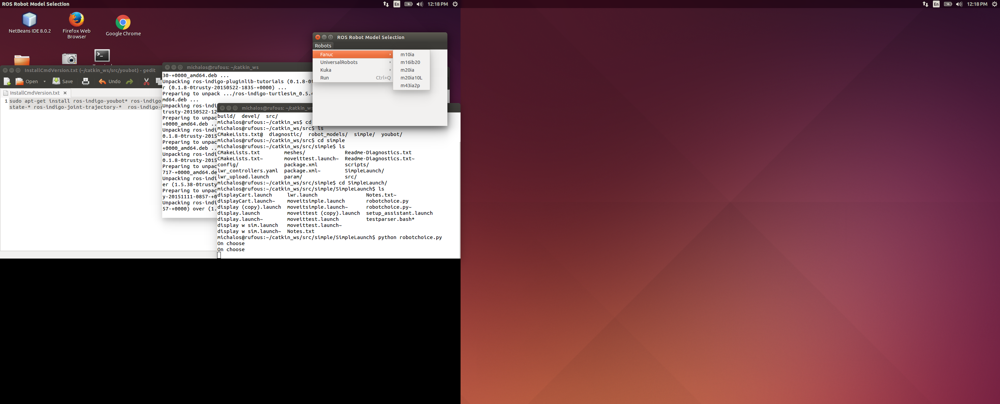 ROS Robot Model Selection
En
12:18 PM
En
12:18 PM
NetBeans IDE 8.0.2
Firefox Web
Browser
Google Chrome
ROS Robot Model Selection
Robots
Fanuc
UniversalRobots
Kuka
Run Ctrl+Q
m10ia
m16ib20
m20ia
m20ia10L
m43ia2p
InstallCmdVersion.txt (~/catkin_ws/src/youbot) - gedit
Open
Save
Undo
InstallCmdVersion.txt
1 sudo apt-get install ros-indigo-youbot* ros-indigo
state-* ros-indigo-joint-trajectory-*  ros-indigo-
michalos@rufous: ~/catkin_ws
30-+0000_amd64.deb ...
Unpacking ros-indigo-pluginlib-tutorials (0.1.8-0t
r (0.1.8-0trusty-20150522-1835-+0000) ...
Preparing to unpack .../ros-indigo-turtlesim_0.5.4
md64.deb ...
Unpacking ros-indi
trusty-20150522-12
Preparing to unpac
+0000_amd64.deb ..
Unpacking ros-indi
0.1.8-0trusty-2015
Preparing to unpac
+0000_amd64.deb ..
Unpacking ros-indi
0.1.8-0trusty-2015
Preparing to unpac
717-+0000_amd64.de
Unpacking ros-indi
er (1.5.38-0trusty
Preparing to unpac
y-20151111-0857-+0
Unpacking ros-indi
57-+0000) over (1.
michalos@rufous: ~/catkin_ws
build/  devel/  src/
michalos@rufous:~/catkin_ws$ cd
michalos@rufous:~/catkin_ws/src$ ls
CMakeLists.txt@  diagnostic/  robot_models/  simple/  youbot/
michalos@rufous:~/catkin_ws/src$ cd simple
michalos@rufous:~/catkin_ws/src/simple$ ls
CMakeLists.txt        meshes/             Readme-Diagnostics.txt
CMakeLists.txt~       moveittest.launch~  Readme-Diagnostics.txt~
config/               package.xml         scripts/
lwr_controllers.yaml  package.xml~        SimpleLaunch/
lwr_upload.launch     param/              src/
michalos@rufous:~/catkin_ws/src/simple$ cd SimpleLaunch/
michalos@rufous:~/catkin_ws/src/simple/SimpleLaunch$ ls
displayCart.launch     lwr.launch                Notes.txt~
displayCart.launch~    moveitsimple.launch       robotchoice.py
display (copy).launch  moveitsimple.launch~      robotchoice.py~
display.launch         moveittest (copy).launch  setup_assistant.launch
display.launch~        moveittest.launch         testparser.bash*
display w sim.launch   moveittest.launch~
display w sim.launch~  Notes.txt
michalos@rufous:~/catkin_ws/src/simple/SimpleLaunch$ python robotchoice.py
On choose
On choose